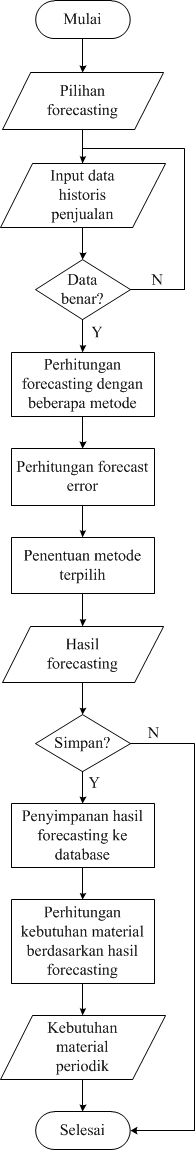 Mulai
Pilihan
forecasting
Input data
historis
penjualan
Data
benar?
N
Y
Perhitungan
forecasting dengan
beberapa metode
Perhitungan forecast
error
Penentuan metode
terpilih
Hasil
forecasting
Simpan?
N
Y
Penyimpanan hasil
forecasting ke
database
Perhitungan
kebutuhan material
berdasarkan hasil
forecasting
Kebutuhan
material
periodik
Selesai